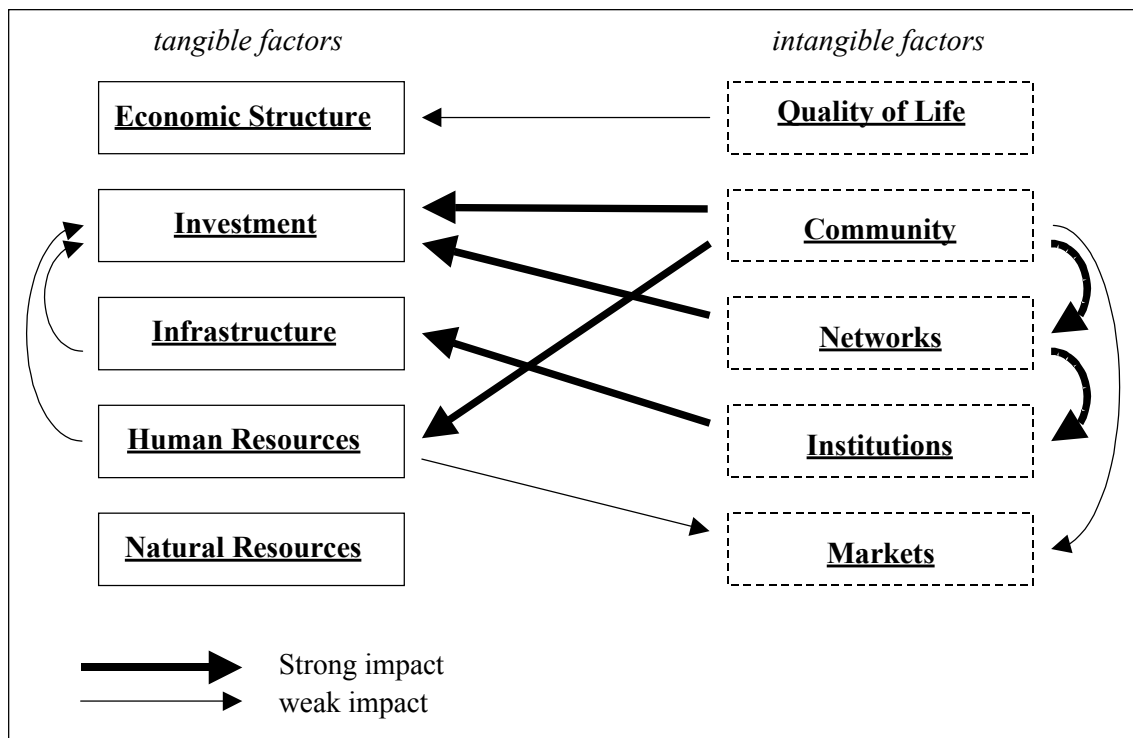 tangible factors
intangible factors
Economic Structure
Quality of Life
Investment
Community
Infrastructure
Networks
Human Resources
Institutions
Natural Resources
Markets
Strong impact
weak impact